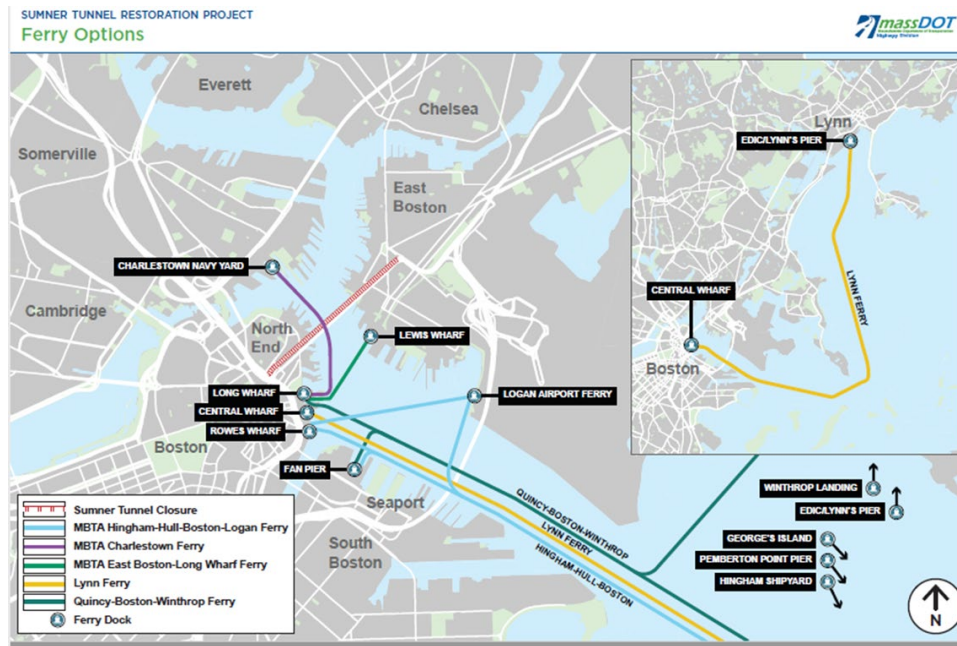 SUMNER TUNNEL RESTORATION PROJECT
Ferry Options
massDOT
Highway Division
Everett
Chelsea
Somerville
East
Boston
CHARLESTOWN NAVY YARD
Cambridge
North
End
LEWIS WHARF
LONG WHARF
LOGAN AIRPORT FERRY
CENTRAL WHARF
ROWES WHARF
Boston
FAN PIER
Seaport
South
Boston
QUINCY-BOSTON-WINTHROP
LYNN FERRY
HINGHAM-HULL-BOSTON
Lynn
EDIC/LYNN'S PIER
CENTRAL WHARF
LYNN FERRY
Boston
WINTHROP LANDING
EDIC/LYNN'S PIER
GEORGE'S ISLAND
PEMBERTON POINT PIER
HINGHAM SHIPYARD
N
Sumner Tunnel Closure
MBTA Hingham-Hull-Boston-Logan Ferry
MBTA Charlestown Ferry
MBTA East Boston-Long Wharf Ferry
Lynn Ferry
Quincy-Boston-Winthrop Ferry
Ferry Dock